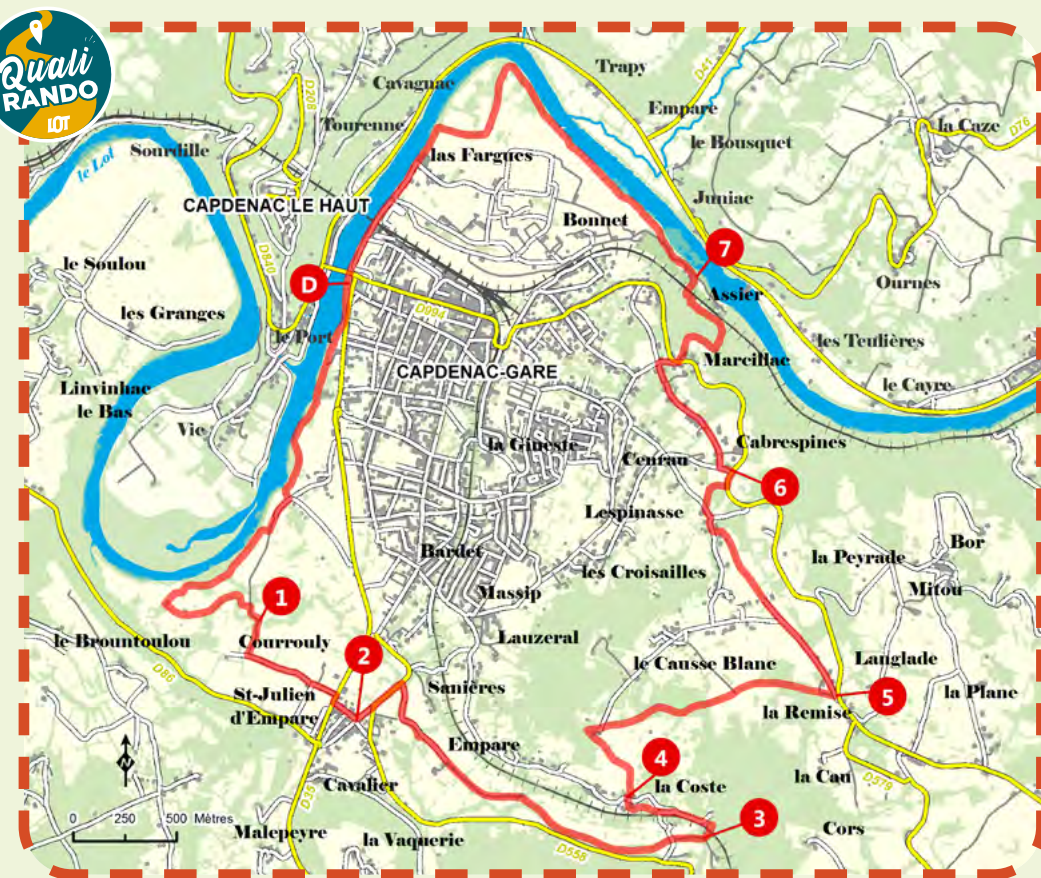 Quali
RANDO
LOT
Trapy
D41
Cavagnac
D208
Empare
la Caze
D76
Tourenne
le Bousquet
Sourdille
le Lot
las Fargues
Juniac
CAPDENAC LE HAUT
Bonnet
7
le Soulou
D840
D
Assier
Ournes
les Granges
D994
le Port
les Teulières
Marcillac
CAPDENAC-GARE
le Cayre
Linvinhac
le Bas
Vic
la Gineste
Cabrespines
Cenrau
6
Lespinasse
Bardet
la Peyrade
Bor
les Croisailles
Mitou
1
Massip
le Brountoulou
Courrouly
Lauzeral
2
le Causse Blanc
Langlade
D86
St-Julien
d'Empare
Sanières
5
la Plane
la Remise
Empare
4
N
Cavalier
la Coste
la Cau
D579
D35
0 250 500 Mètres
Malepeyre
la Vaquerie
3
Cors
D558